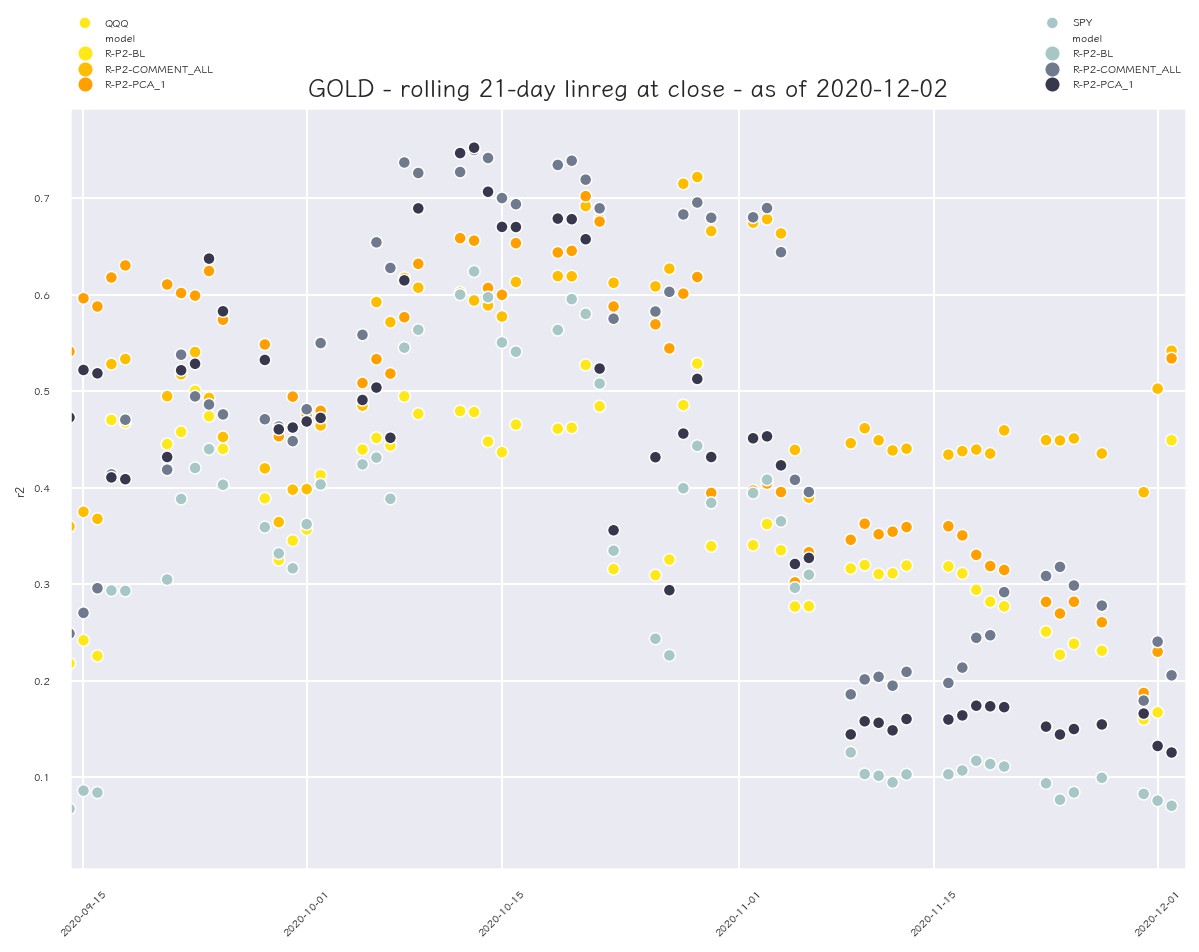 QQQ
model
R-P2-BL
R-P2-COMMENT_ALL
R-P2-PCA_1
SPY
model
R-P2-BL
R-P2-COMMENT_ALL
R-P2-PCA_1
GOLD - rolling 21-day linreg at close - as of 2020-12-02
0.7
0.6
0.5
0.4
0.3
0.2
0.1
r2
2020-09-15
2020-10-01
2020-10-15
2020-11-01
2020-11-15
2020-12-01